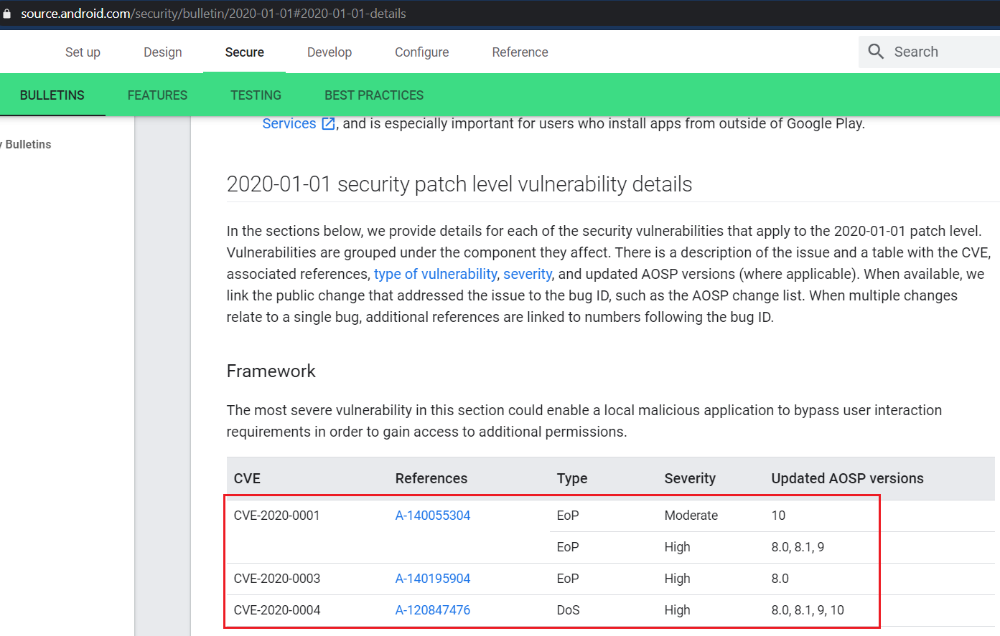 source.android.com/security/bulletin/2020-01-01#2020-01-01-details
Set up Design Secure Develop Configure Reference Search
BULLETINS FEATURES TESTING BEST PRACTICES
Services , and is especially important for users who install apps from outside of Google Play.
y Bulletins
2020-01-01 security patch level vulnerability details
In the sections below, we provide details for each of the security vulnerabilities that apply to the 2020-01-01 patch level.
Vulnerabilities are grouped under the component they affect. There is a description of the issue and a table with the CVE,
associated references, type of vulnerability, severity, and updated AOSP versions (where applicable). When available, we
link the public change that addressed the issue to the bug ID, such as the AOSP change list. When multiple changes
relate to a single bug, additional references are linked to numbers following the bug ID.
Framework
The most severe vulnerability in this section could enable a local malicious application to bypass user interaction
requirements in order to gain access to additional permissions.
CVE References Type Severity Updated AOSP versions
CVE-2020-0001 A-140055304 EoP Moderate 10
EoP High 8.0, 8.1, 9
CVE-2020-0003 A-140195904 EoP High 8.0
CVE-2020-0004 A-120847476 DoS High 8.0, 8.1, 9, 10